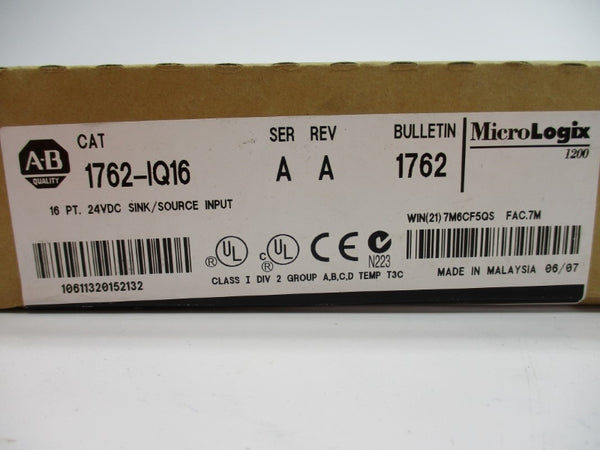 A-B
QUALITY
CAT
1762-IQ16
SER REV
A A
BULLETIN
1762
MicroLogix
1200
16 PT. 24VDC SINK/SOURCE INPUT
10611320152132
UL ®
c UL ®
CE
N223
CLASS I DIV 2 GROUP A,B,C,D TEMP T3C
WIN(21) 7M6CF5QS FAC.7M
MADE IN MALAYSIA 06/07